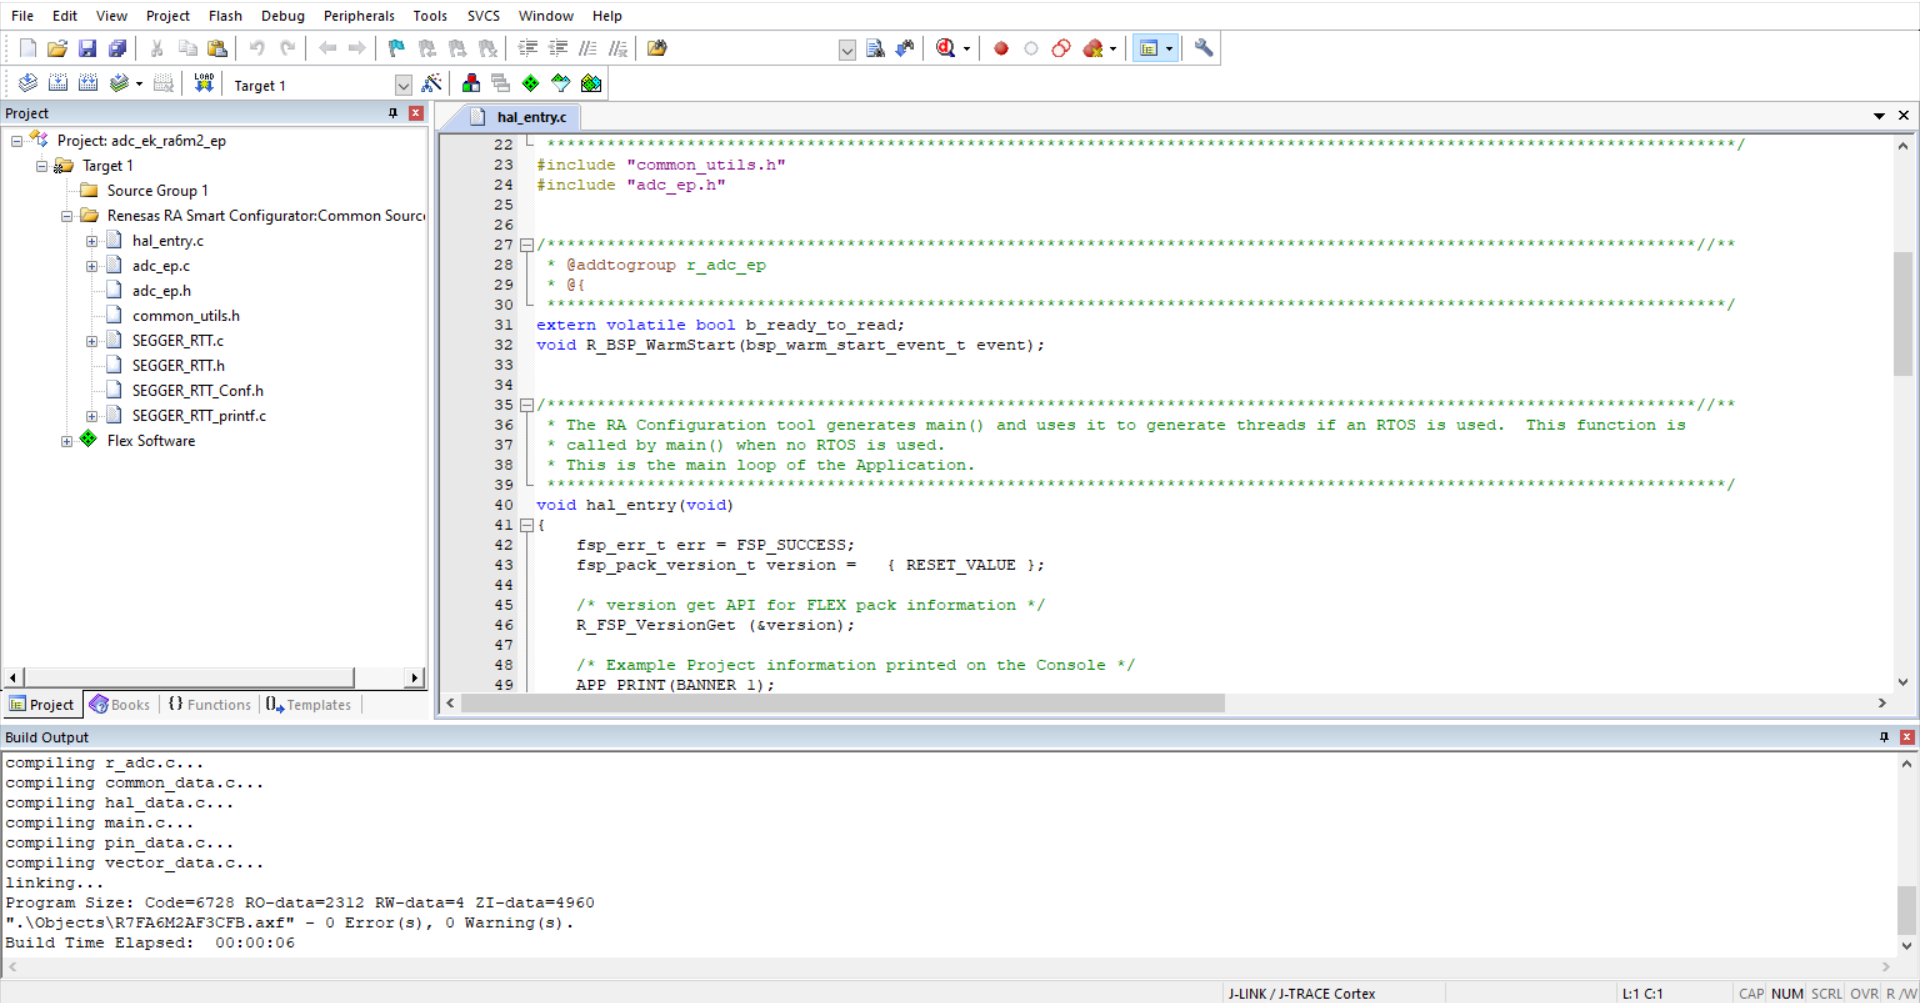 File Edit View Project Flash Debug Peripherals Tools SVCS Window Help
LOAD
Target 1
Project
Project: adc_ek_ra6m2_ep
Target 1
Source Group 1
Renesas RA Smart Configurator:Common Sourc
hal_entry.c
adc_ep.c
adc_ep.h
common_utils.h
SEGGER_RTT.c
SEGGER_RTT.h
SEGGER_RTT_Conf.h
SEGGER_RTT_printf.c
Flex Software
Project Books {} Functions Templates
hal_entry.c
22 ***********************************************************************************************************************/
23 #include "common_utils.h"
24 #include "adc_ep.h"
25
26
27 /*******************************************************************************************************************//**
28 * @addtogroup r_adc_ep
29 * @{
30 **********************************************************************************************************************/
31 extern volatile bool b_ready_to_read;
32 void R_BSP_WarmStart(bsp_warm_start_event_t event);
33
34
35 /*******************************************************************************************************************//**
36 * The RA Configuration tool generates main() and uses it to generate threads if an RTOS is used.  This function is
37 * called by main() when no RTOS is used.
38 * This is the main loop of the Application.
39 **********************************************************************************************************************/
40 void hal_entry(void)
41 {
42 fsp_err_t err = FSP_SUCCESS;
43 fsp_pack_version_t version =   { RESET_VALUE };
44
45 /* version get API for FLEX pack information */
46 R_FSP_VersionGet (&version);
47
48 /* Example Project information printed on the Console */
49 APP_PRINT(BANNER_1);
Build Output
compiling r_adc.c...
compiling common_data.c...
compiling hal_data.c...
compiling main.c...
compiling pin_data.c...
compiling vector_data.c...
linking...
Program Size: Code=6728 RO-data=2312 RW-data=4 ZI-data=4960
".\Objects\R7FA6M2AF3CFB.axf" - 0 Error(s), 0 Warning(s).
Build Time Elapsed:  00:00:06
J-LINK / J-TRACE Cortex L:1 C:1 CAP NUM SCRL OVR R/W